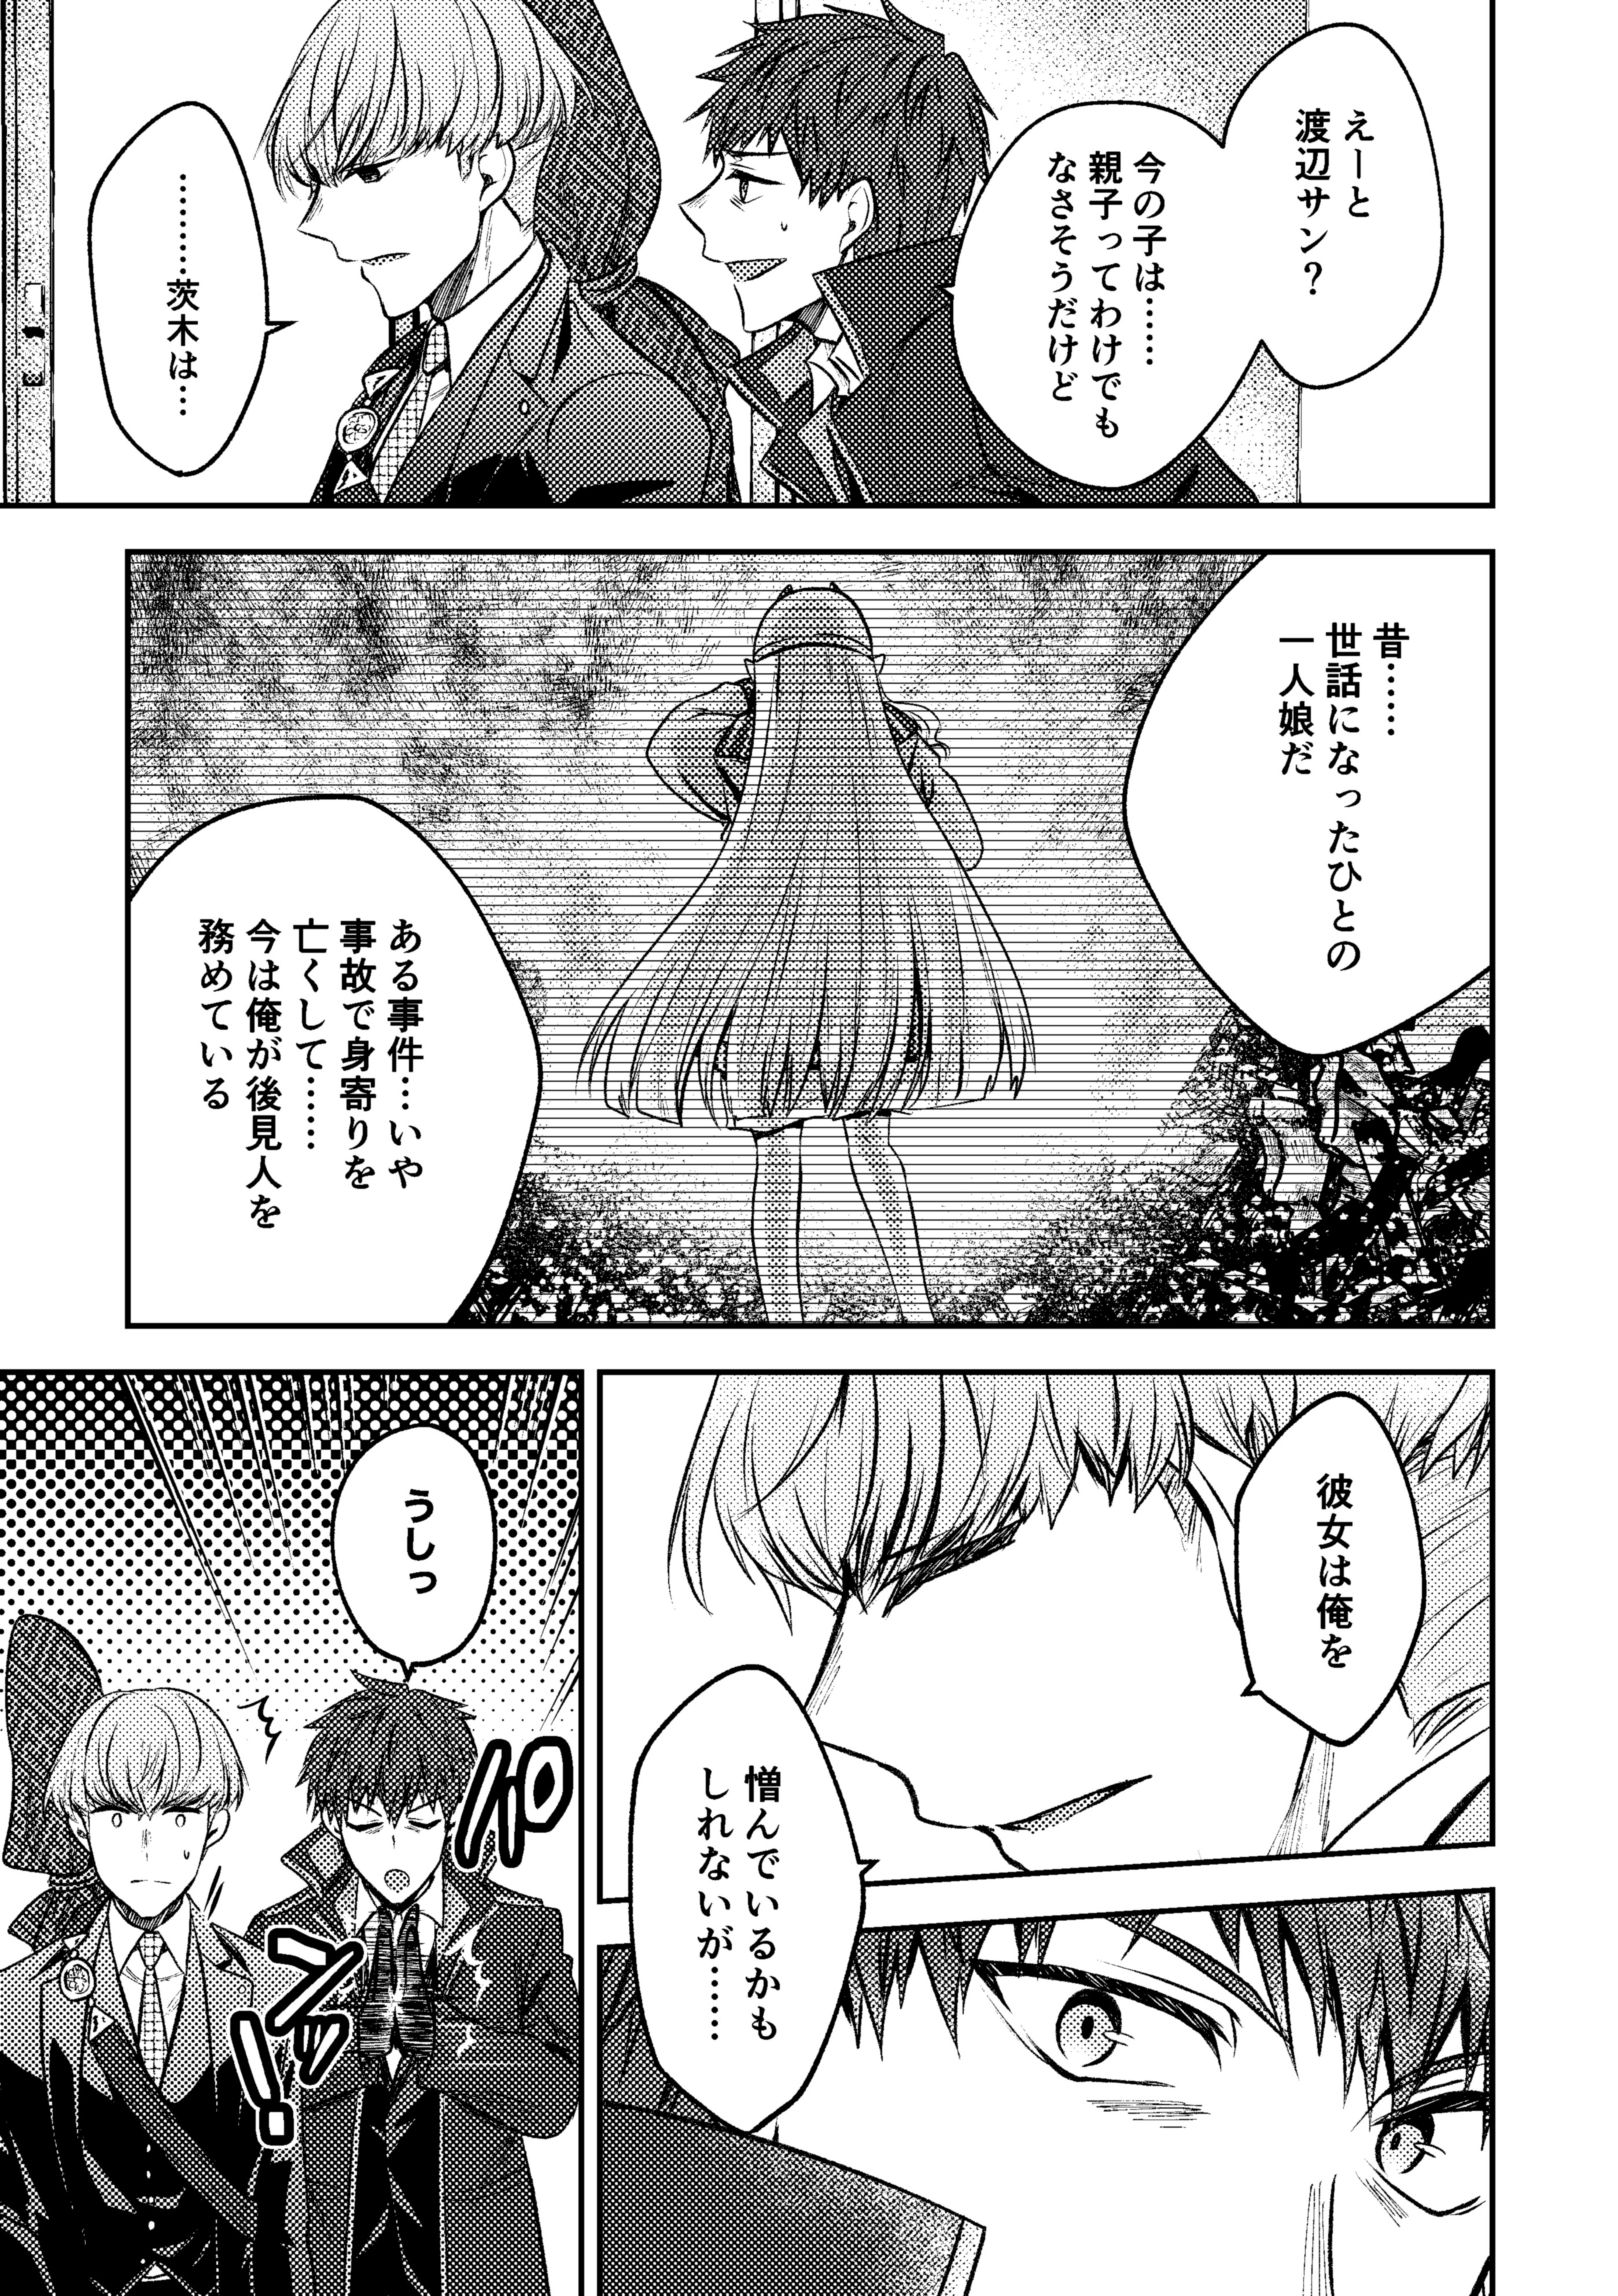 えーと
渡辺サン?
今の子は……
親子ってわけでも
なさそうだけど
………茨木は…
昔……
世話になったひとの
一人娘だ
ある事件…いや
事故で身寄りを
亡くして……
今は俺が後見人を
務めている
彼女は俺を
憎んでいるかも
しれないが……
うしっ
パンッ!